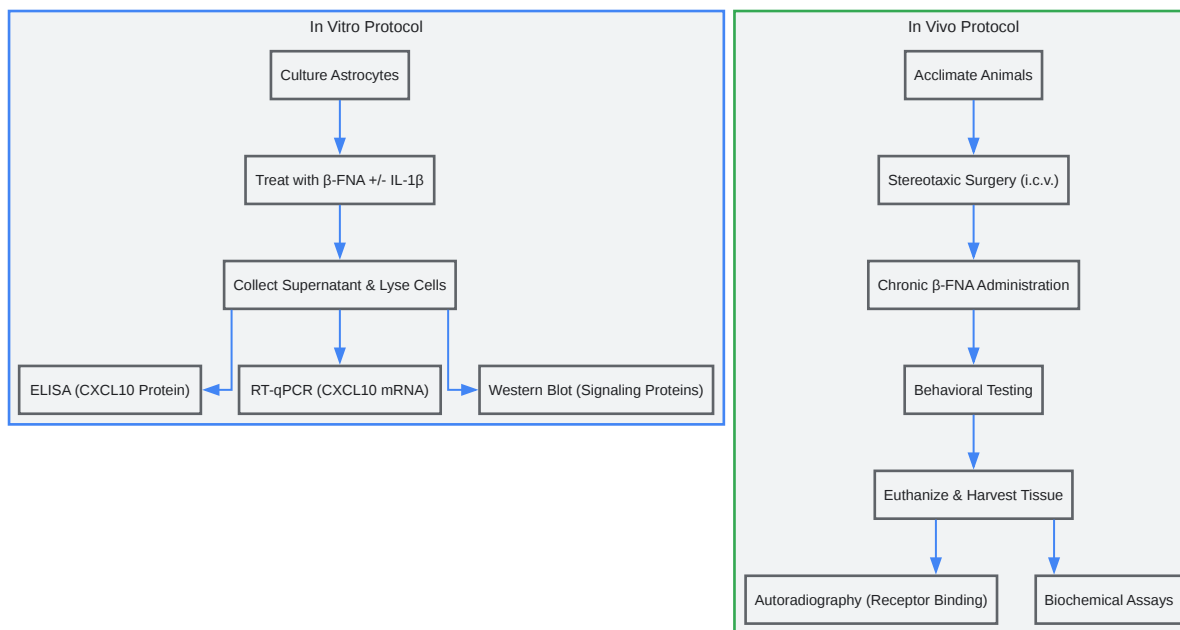 In Vitro Protocol
Culture Astrocytes
Treat with β-FNA +/- IL-1β
Collect Supernatant & Lyse Cells
ELISA (CXCL10 Protein)
RT-qPCR (CXCL10 mRNA)
Western Blot (Signaling Proteins)
In Vivo Protocol
Acclimate Animals
Stereotaxic Surgery (i.c.v.)
Chronic β-FNA Administration
Behavioral Testing
Euthanize & Harvest Tissue
Autoradiography (Receptor Binding)
Biochemical Assays